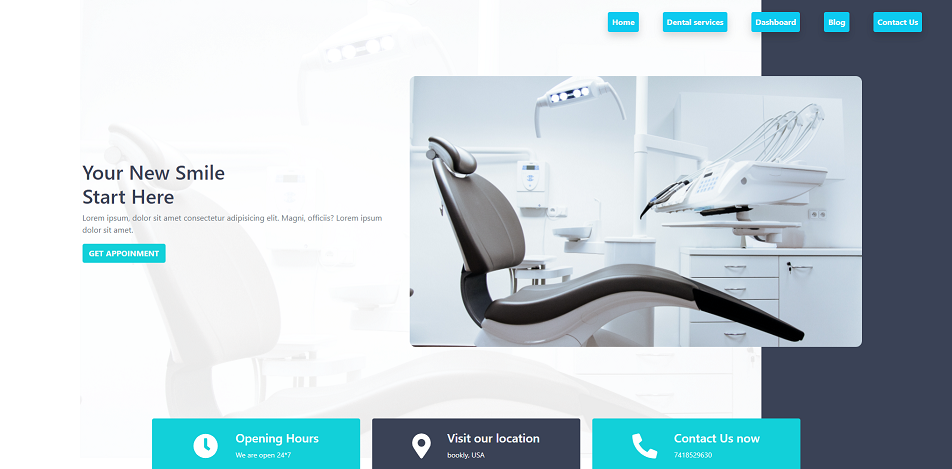 Home Dental services Dashboard Blog Contact Us
Your New Smile
Start Here
Lorem ipsum, dolor sit amet consectetur adipisicing elit. Magni, officiis? Lorem ipsum
dolor sit amet.
GET APPOINMENT
Opening Hours
We are open 24*7
Visit our location
bookly, USA
Contact Us now
7418529630